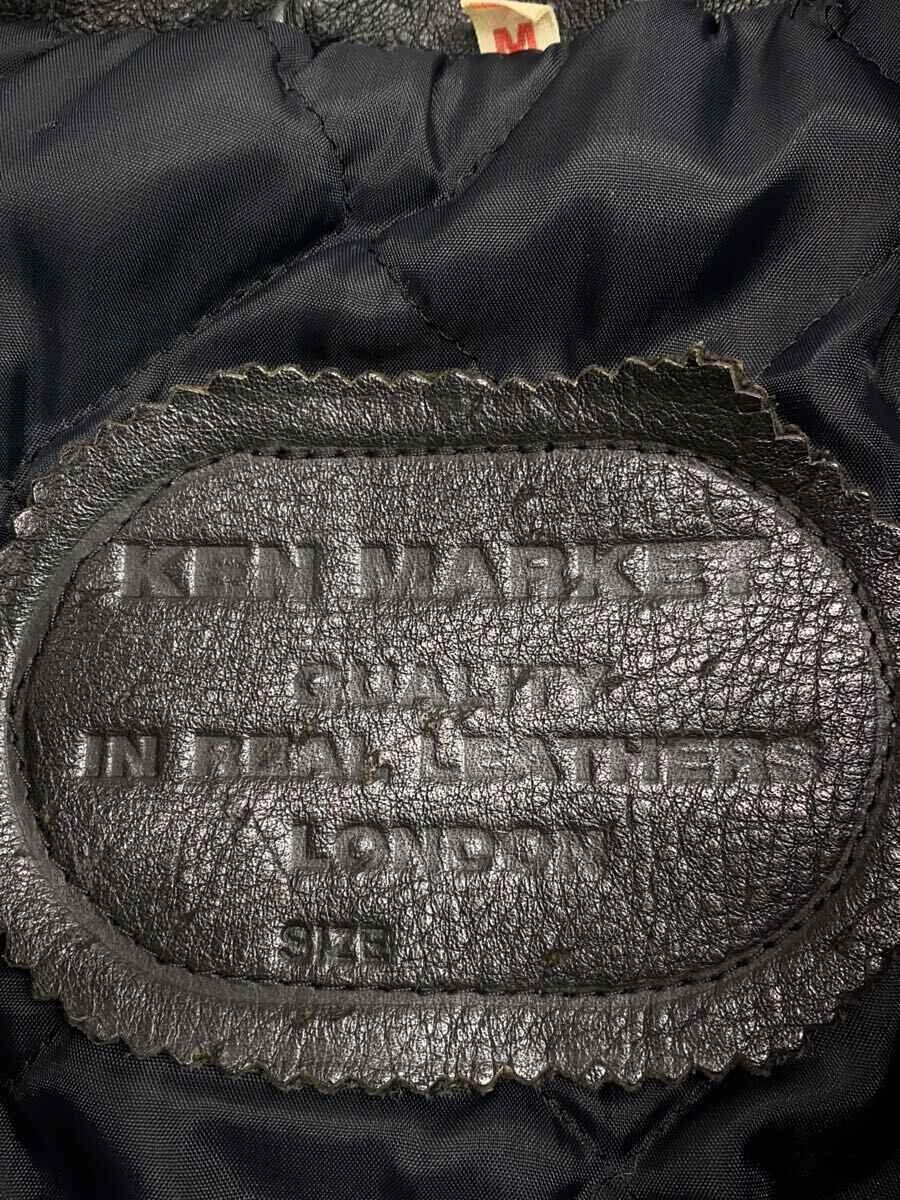 M
KEN MARKET
QUALITY
IN REAL LEATHERS
LONDON
SIZE